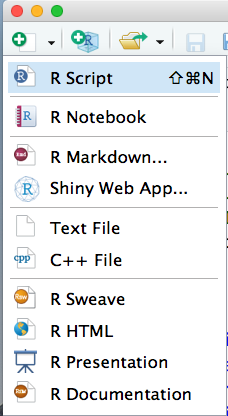 R Script ⇧⌘N
R Notebook
R Markdown...
Shiny Web App...
Text File
C++ File
R Sweave
R HTML
R Presentation
R Documentation